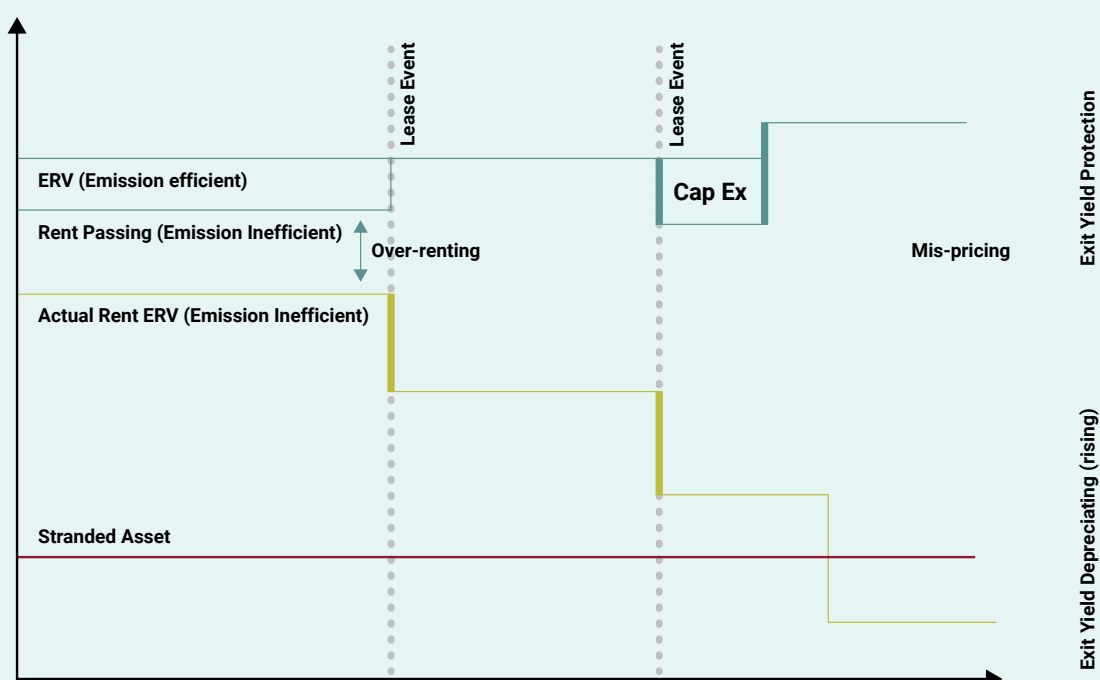 Lease Event
Lease Event
ERV (Emission efficient)
Cap Ex
Rent Passing (Emission Inefficient)
Over-renting
Mis-pricing
Exit Yield Protection
Actual Rent ERV (Emission Inefficient)
Stranded Asset
Exit Yield Depreciating (rising)